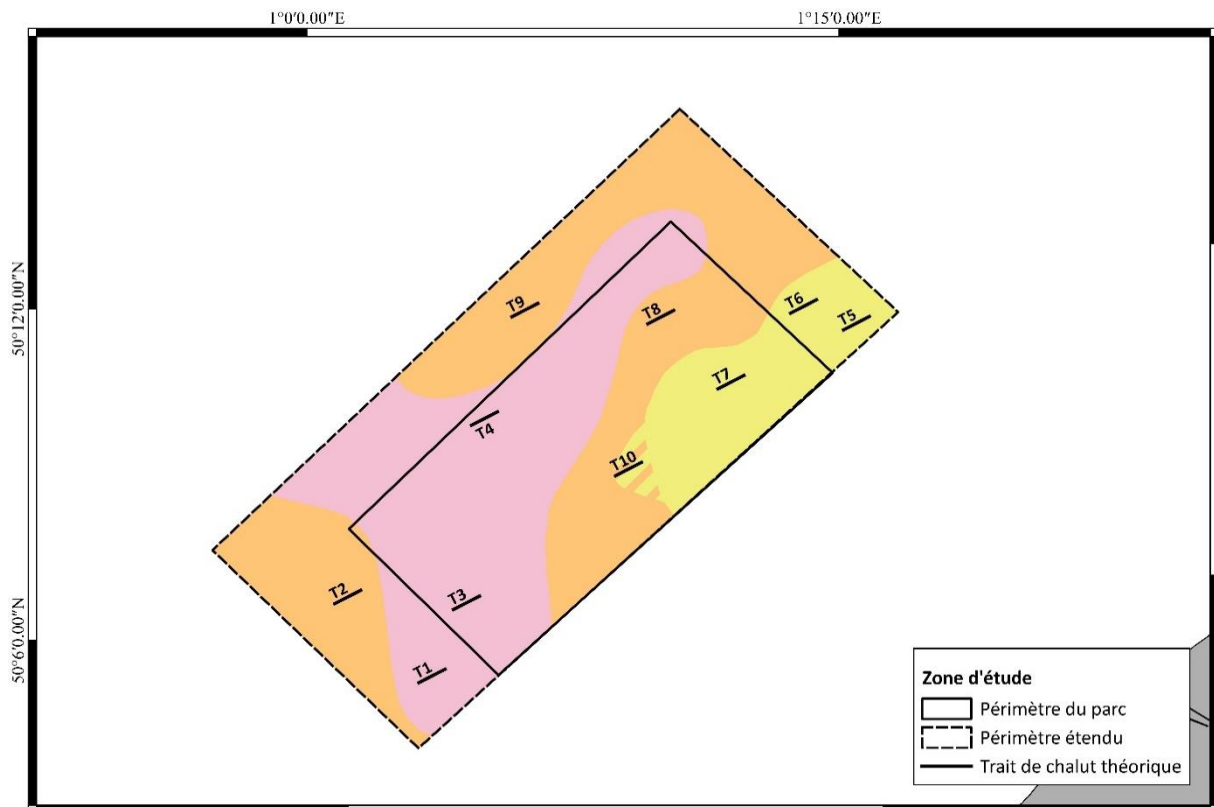 1°0'0.00"E
1°15'0.00"E
50°12'0.00"N
50°6'0.00"N
T9
T8
T6
T5
T7
T4
T10
T2
T3
T1
Zone d'étude
Périmètre du parc
Périmètre étendu
Trait de chalut théorique